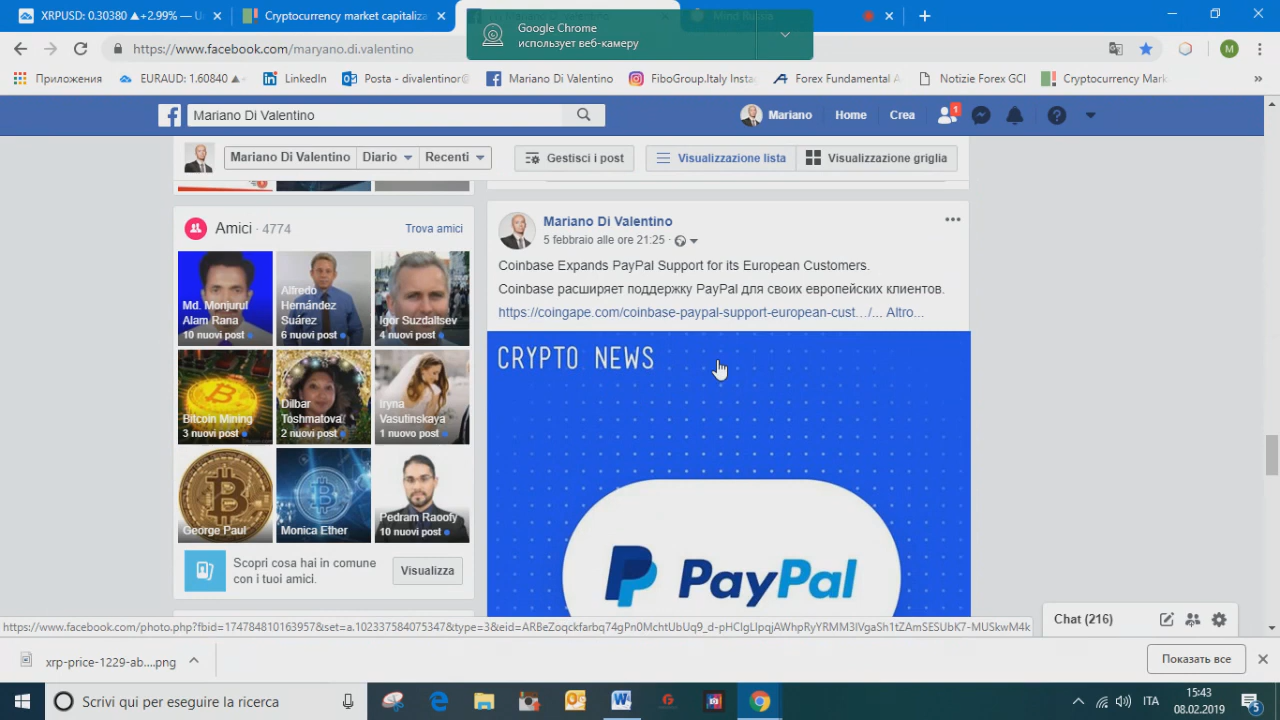 XRPUSD: 0.30380 ▲+2.99% — U
Cryptocurrency market capitaliza
Mind Ruble
Google Chrome
использует веб-камеру
https://www.facebook.com/maryano.di.valentino
M
Приложения
EURAUD: 1.60840 ▲
LinkedIn
Posta - divalentino@
Mariano Di Valentino
FiboGroup.Italy Insta
Forex Fundamental A
Notizie Forex GCI
Cryptocurrency Mark
»
Mariano Di Valentino
Mariano
Home
Crea
1
Mariano Di Valentino
Diario
Recenti
Gestisci i post
Visualizzazione lista
Visualizzazione griglia
Amici · 4774
Trova amici
Md. Monjurul
Alam Rana
10 nuovi post
Alfredo
Hernández
Suárez
6 nuovi post
Igor Suzdaltsev
4 nuovi post
Bitcoin Mining
3 nuovi post
Dilbar
Toshmatova
2 nuovi post
Iryna
Vasutinskaya
1 nuovo post
George Paul
Monica Ether
Pedram Raoofy
10 nuovi post
Scopri cosa hai in comune
con i tuoi amici.
Visualizza
Mariano Di Valentino
5 febbraio alle ore 21:25 ·
Coinbase Expands PayPal Support for its European Customers.
Coinbase расширяет поддержку PayPal для своих европейских клиентов.
https://coingape.com/coinbase-paypal-support-european-cust…/... Altro...
CRYPTO NEWS
PayPal
Chat (216)
xrp-price-1229-ab....png
Показать все
Scrivi qui per eseguire la ricerca
ITA
15:43
08.02.2019
5